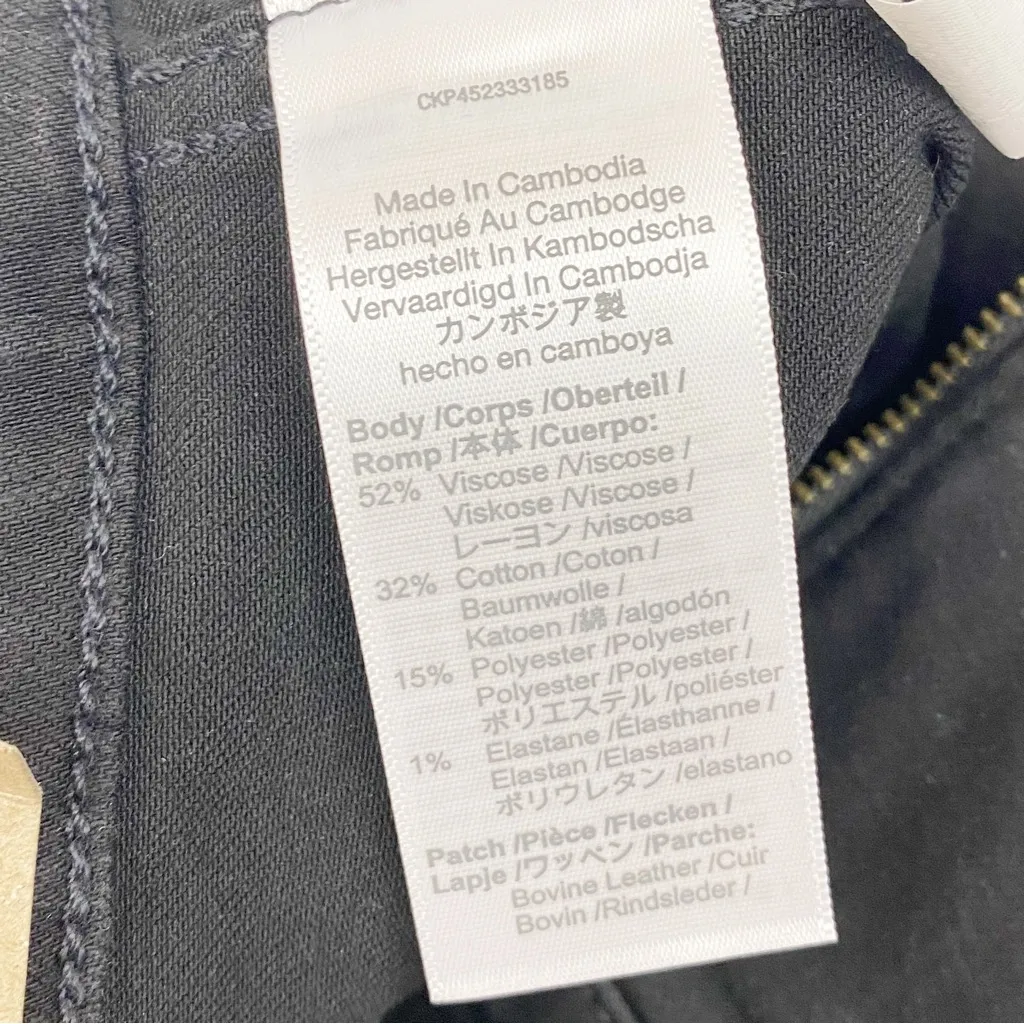 CKP452333185
Made In Cambodia
Fabriqué Au Cambodge
Hergestellt In Kambodscha
Vervaardigd In Cambodja
カンボジア製
hecho en camboya
Body /Corps /Oberteil /
Romp /本体 /Cuerpo:
52% Viscose /Viscose /
Viskose /Viscose /
レーヨン /viscosa
32% Cotton /Coton /
Baumwolle /
Katoen /綿 /algodón
15% Polyester /Polyester /
Polyester /Polyester /
ポリエステル /poliéster
1% Elastane /Élasthanne /
Elastan /Elastaan /
ポリウレタン /elastano
Patch /Pièce /Flecken /
Lapje /ワッペン /Parche:
Bovine Leather /Cuir
Bovin /Rindsleder /